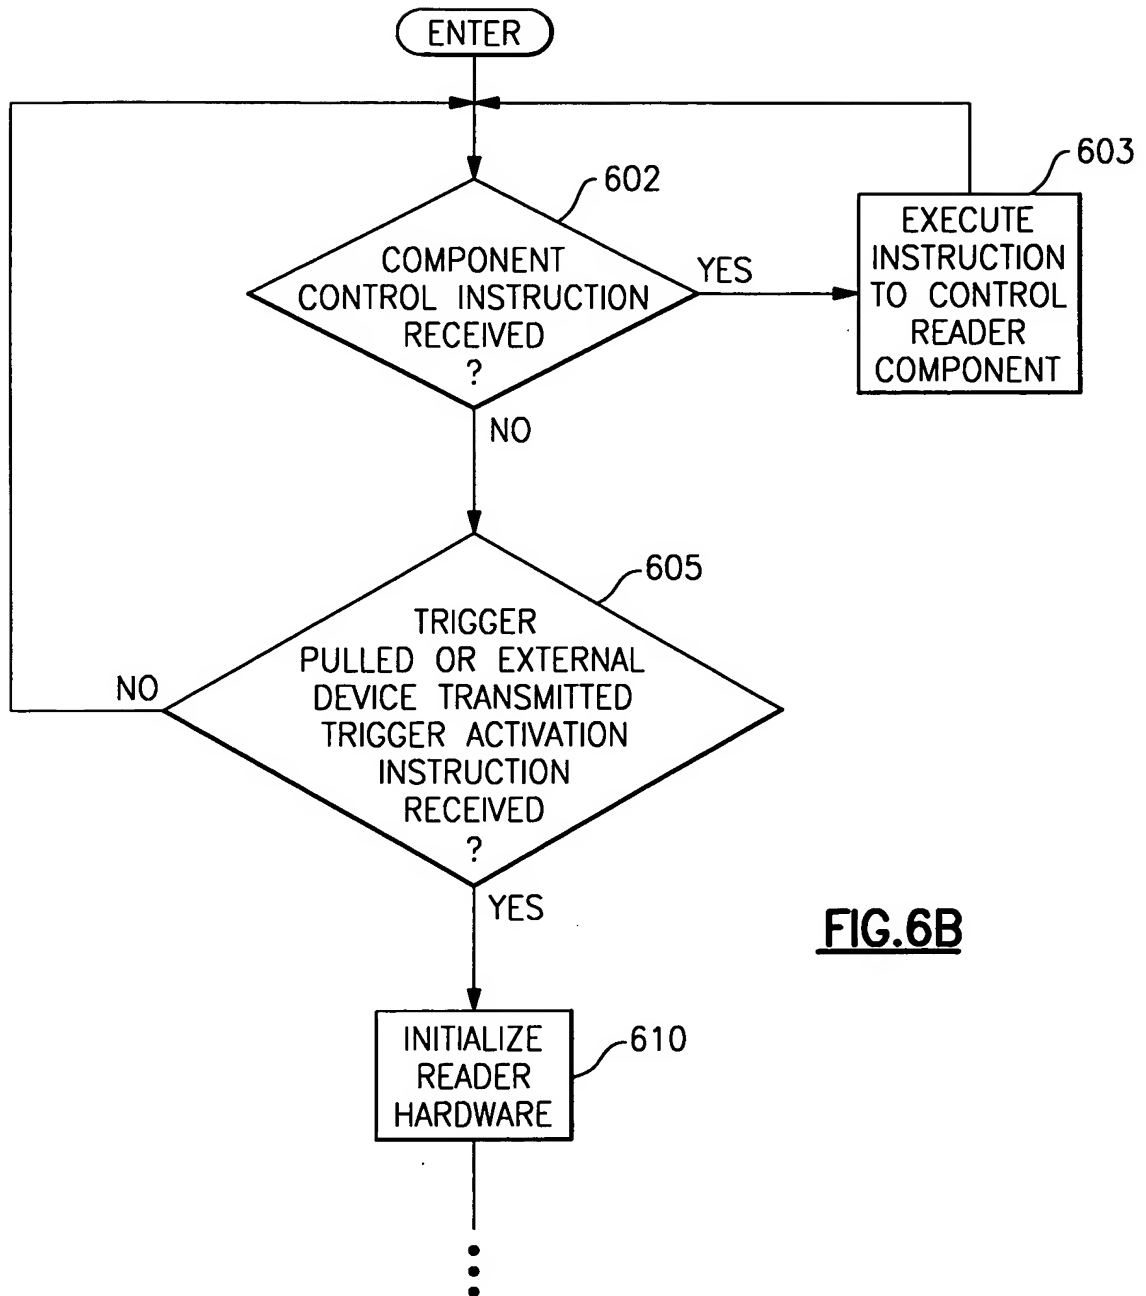 ENTER
602
COMPONENT
CONTROL INSTRUCTION
RECEIVED
?
YES
603
EXECUTE
INSTRUCTION
TO CONTROL
READER
COMPONENT
NO
605
TRIGGER
PULLED OR EXTERNAL
DEVICE TRANSMITTED
TRIGGER ACTIVATION
INSTRUCTION
RECEIVED
?
NO
YES
FIG.6B
610
INITIALIZE
READER
HARDWARE